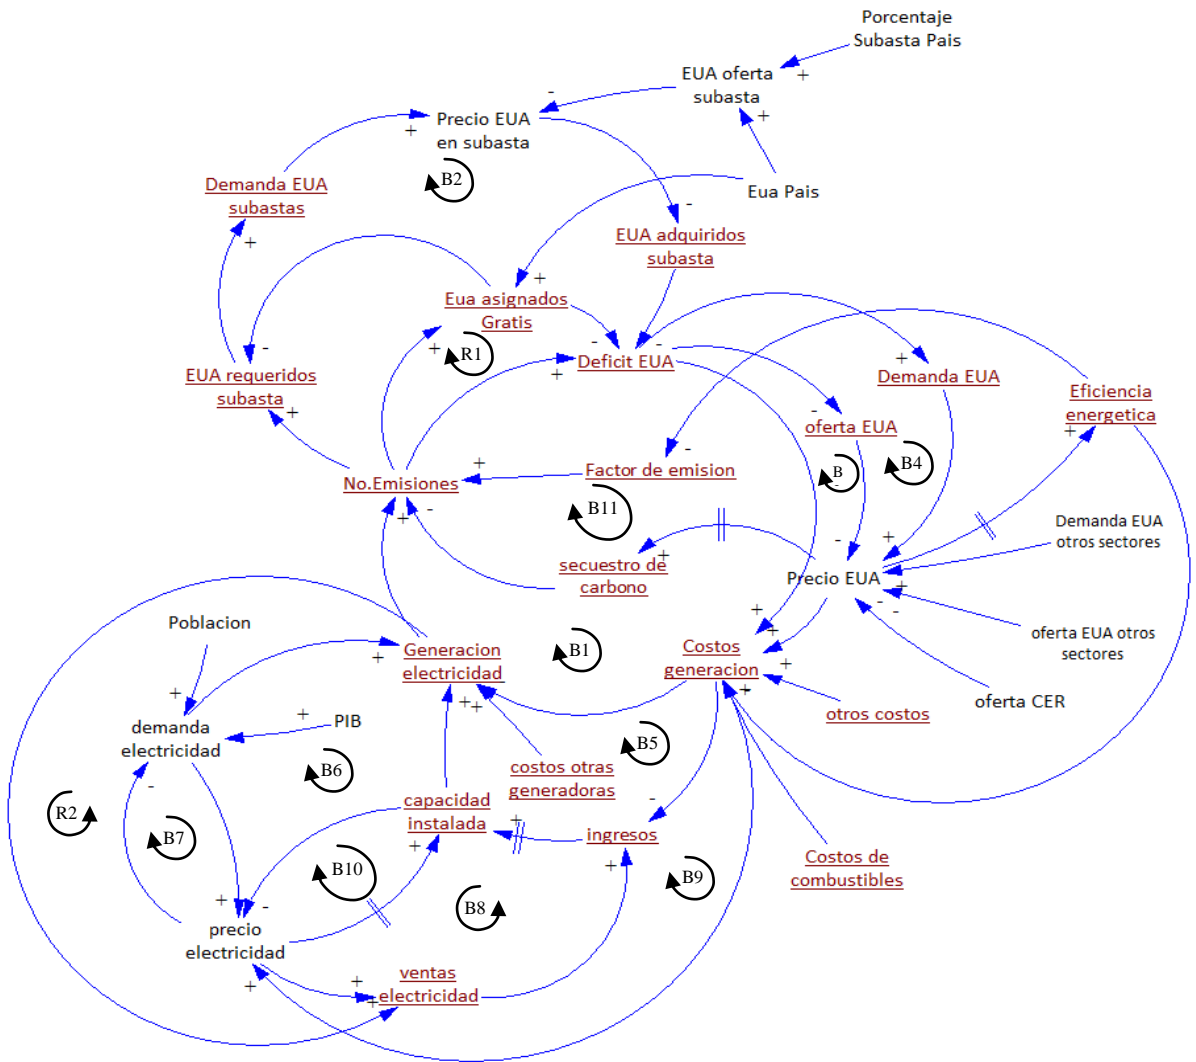 Porcentaje
Subasta Pais
EUA oferta
subasta
+
+
-
Precio EUA
en subasta
+
B2
Demanda EUA
subastas
+
Eua Pais
-
EUA adquiridos
subasta
+
Eua asignados
Gratis
+
R1
-
-
Deficit EUA
+
-
EUA requeridos
subasta
+
+
Demanda EUA
Eficiencia
energetica
+
-
oferta EUA
B4
B
-
Factor de emision
+
No.Emisiones
B11
+
-
-
+
Demanda EUA
otros sectores
secuestro de
carbono
+
Precio EUA
+
-
-
Poblacion
+
+
oferta EUA otros
sectores
Generacion
electricidad
+
B1
Costos
generacion
+
+
oferta CER
otros costos
+
demanda
electricidad
+
PIB
-
+
+
B5
B6
costos otras
generadoras
R2
B7
capacidad
instalada
+
+
-
ingresos
+
B10
B8
B9
Costos de
combustibles
+
-
precio
electricidad
+
+
+
ventas
electricidad